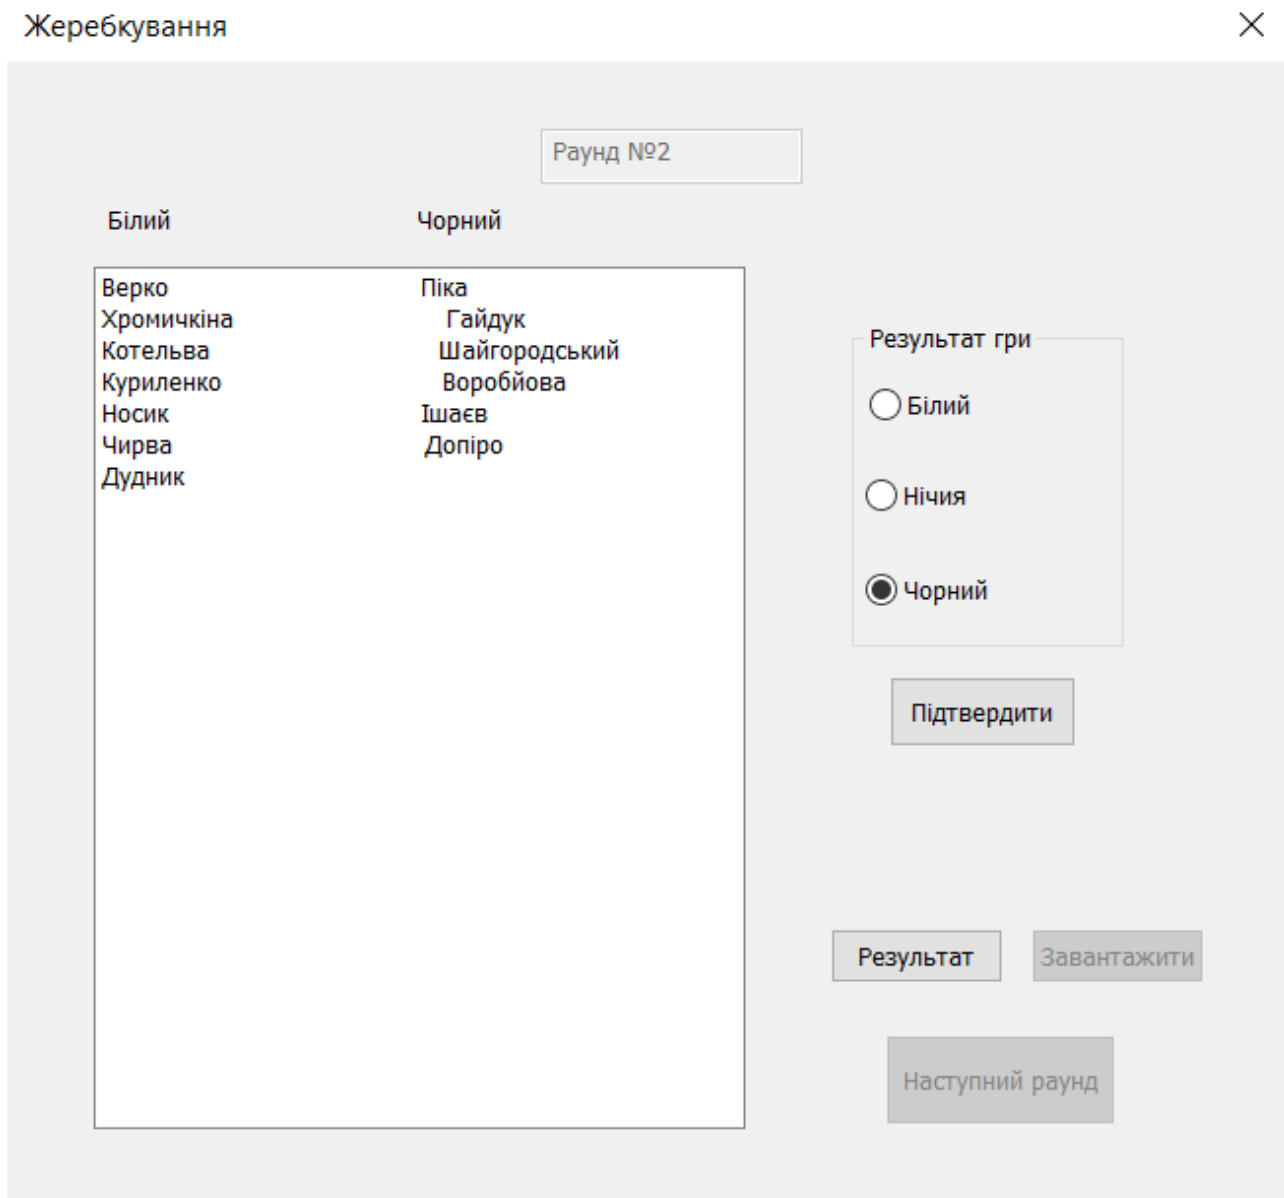 Жеребкування
Раунд №2
Білий Чорний
Верко Піка
Хромичкіна Гайдук
Котельва Шайгородський
Куриленко Воробйова
Носик Ішаєв
Чирва Допіро
Дудник
Результат гри
Білий
Нічия
Чорний
Підтвердити
Результат Завантажити
Наступний раунд